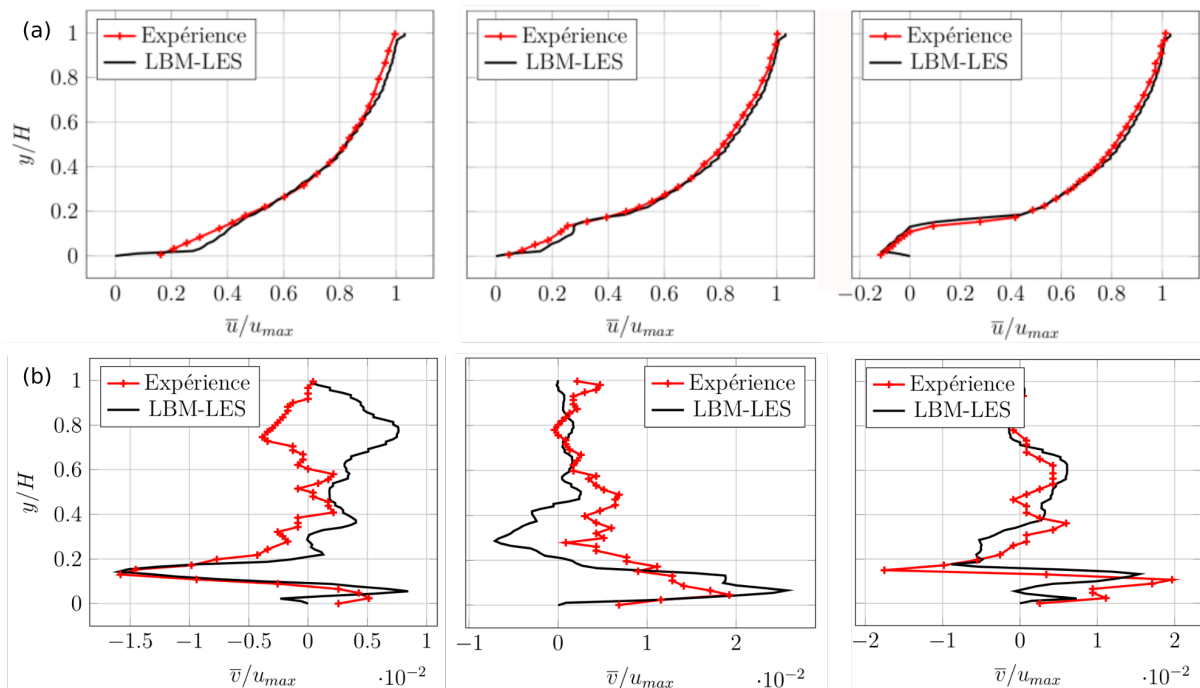 (a)
Expérience
LBM-LES
Expérience
LBM-LES
Expérience
LBM-LES
y/H
1
0.8
0.6
0.4
0.2
0
0 0.2 0.4 0.6 0.8 1
0 0.2 0.4 0.6 0.8 1
−0.2 0 0.2 0.4 0.6 0.8 1
u̅/u_max
u̅/u_max
u̅/u_max
(b)
Expérience
LBM-LES
Expérience
LBM-LES
Expérience
LBM-LES
y/H
1
0.8
0.6
0.4
0.2
0
−1.5 −1 −0.5 0 0.5 1
−1 0 1 2
−2 −1 0 1 2
v̅/u_max ·10⁻²
v̅/u_max ·10⁻²
v̅/u_max ·10⁻²